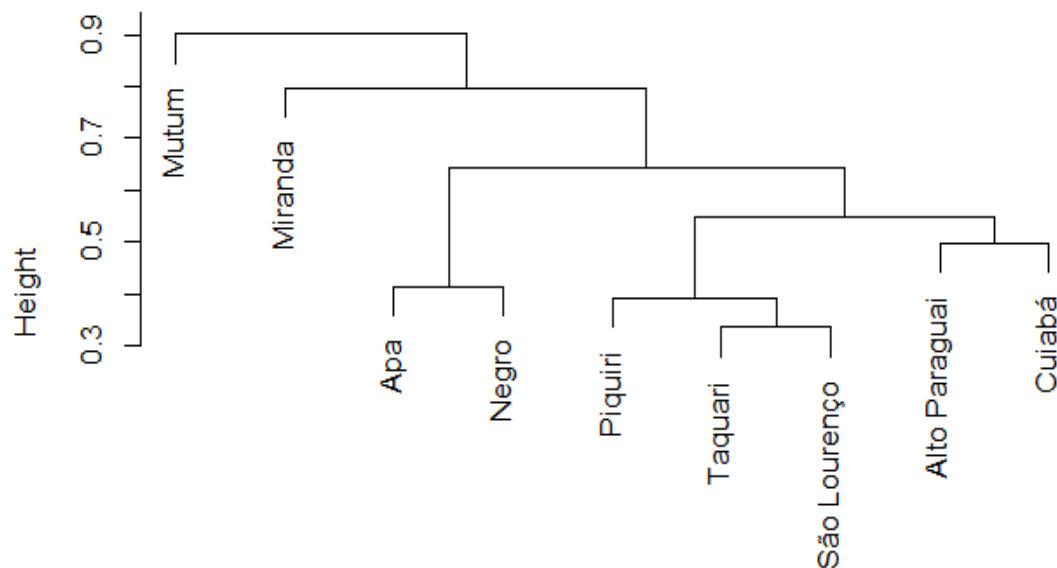 Height
0.9
0.7
0.5
0.3
Mutum
Miranda
Apa
Negro
Piquiri
Taquari
São Lourenço
Alto Paraguai
Cuiabá